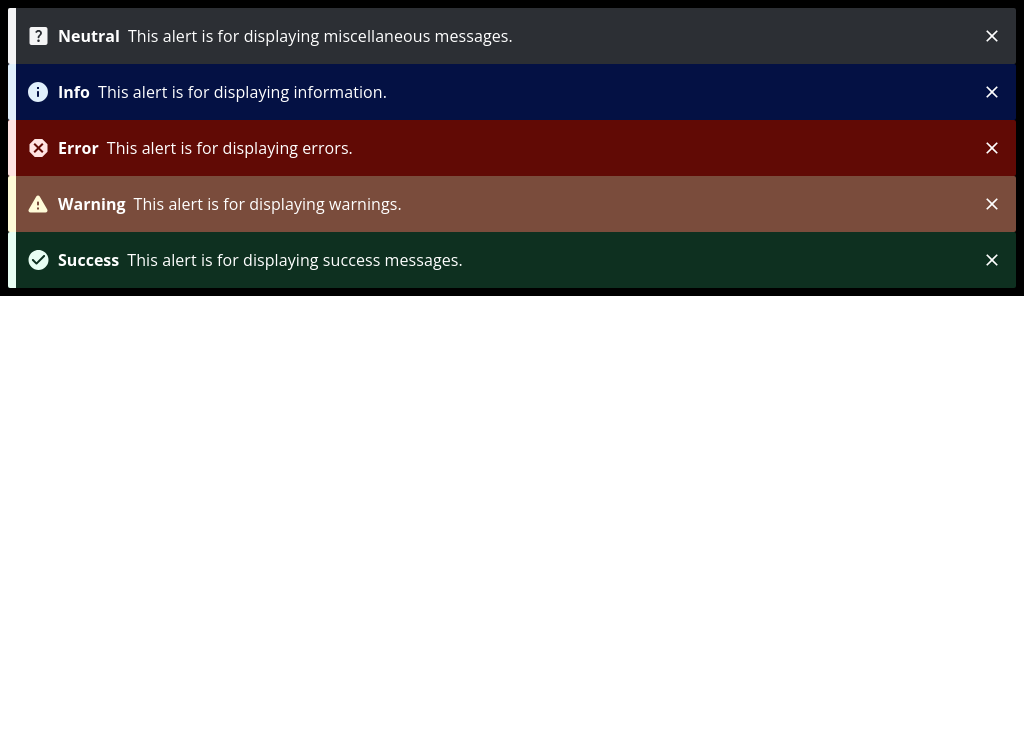 Neutral This alert is for displaying miscellaneous messages.
Info This alert is for displaying information.
Error This alert is for displaying errors.
Warning This alert is for displaying warnings.
Success This alert is for displaying success messages.